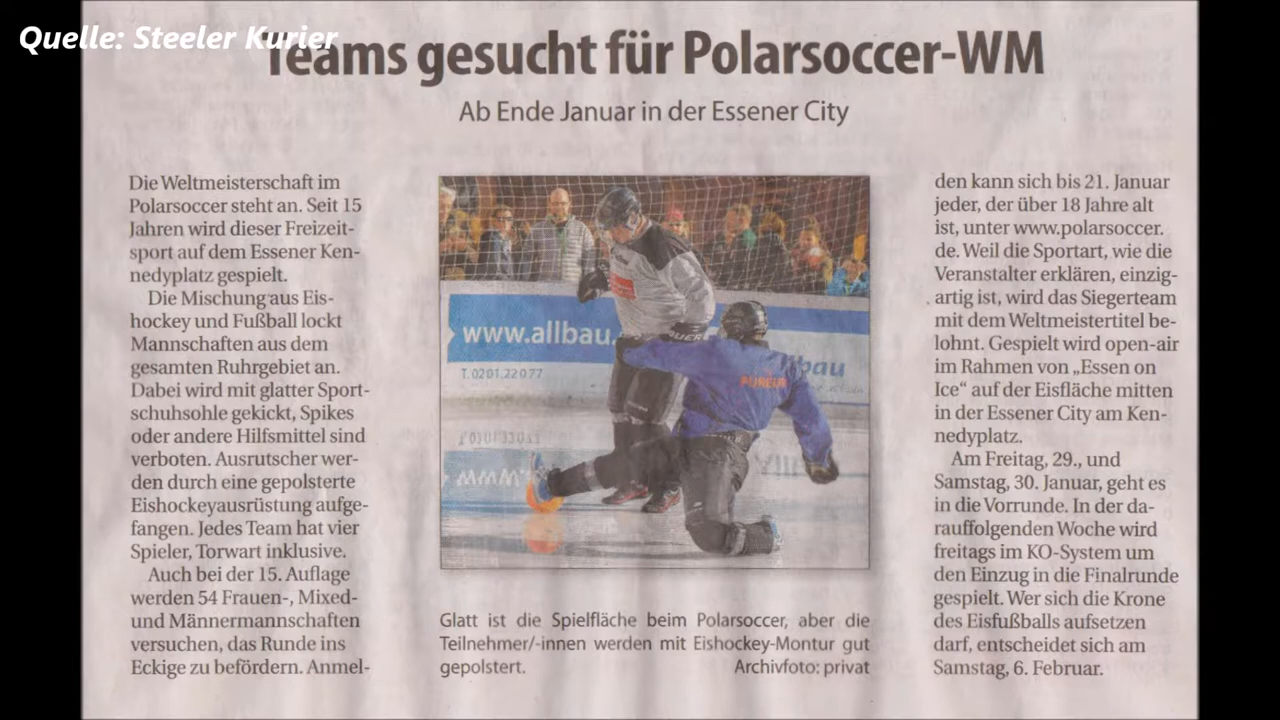 Quelle: Steeler Kurier
Teams gesucht für Polarsoccer-WM
Ab Ende Januar in der Essener City
Die Weltmeisterschaft im
Polarsoccer steht an. Seit 15
Jahren wird dieser Freizeit-
sport auf dem Essener Ken-
nedyplatz gespielt.
Die Mischung aus Eis-
hockey und Fußball lockt
Mannschaften aus dem
gesamten Ruhrgebiet an.
Dabei wird mit glatter Sport-
schuhsohle gekickt, Spikes
oder andere Hilfsmittel sind
verboten. Ausrutscher wer-
den durch eine gepolsterte
Eishockeyausrüstung aufge-
fangen. Jedes Team hat vier
Spieler, Torwart inklusive.
Auch bei der 15. Auflage
werden 54 Frauen-, Mixed-
und Männermannschaften
versuchen, das Runde ins
Eckige zu befördern. Anmel-
www.allbau.
T. 0201.22077
allbau
Glatt ist die Spielfläche beim Polarsoccer, aber die
Teilnehmer/-innen werden mit Eishockey-Montur gut
gepolstert. Archivfoto: privat
den kann sich bis 21. Januar
jeder, der über 18 Jahre alt
ist, unter www.polarsoccer.
de. Weil die Sportart, wie die
Veranstalter erklären, einzig-
artig ist, wird das Siegerteam
mit dem Weltmeistertitel be-
lohnt. Gespielt wird open-air
im Rahmen von „Essen on
Ice“ auf der Eisfläche mitten
in der Essener City am Ken-
nedyplatz.
Am Freitag, 29., und
Samstag, 30. Januar, geht es
in die Vorrunde. In der da-
rauffolgenden Woche wird
freitags im KO-System um
den Einzug in die Finalrunde
gespielt. Wer sich die Krone
des Eisfußballs aufsetzen
darf, entscheidet sich am
Samstag, 6. Februar.